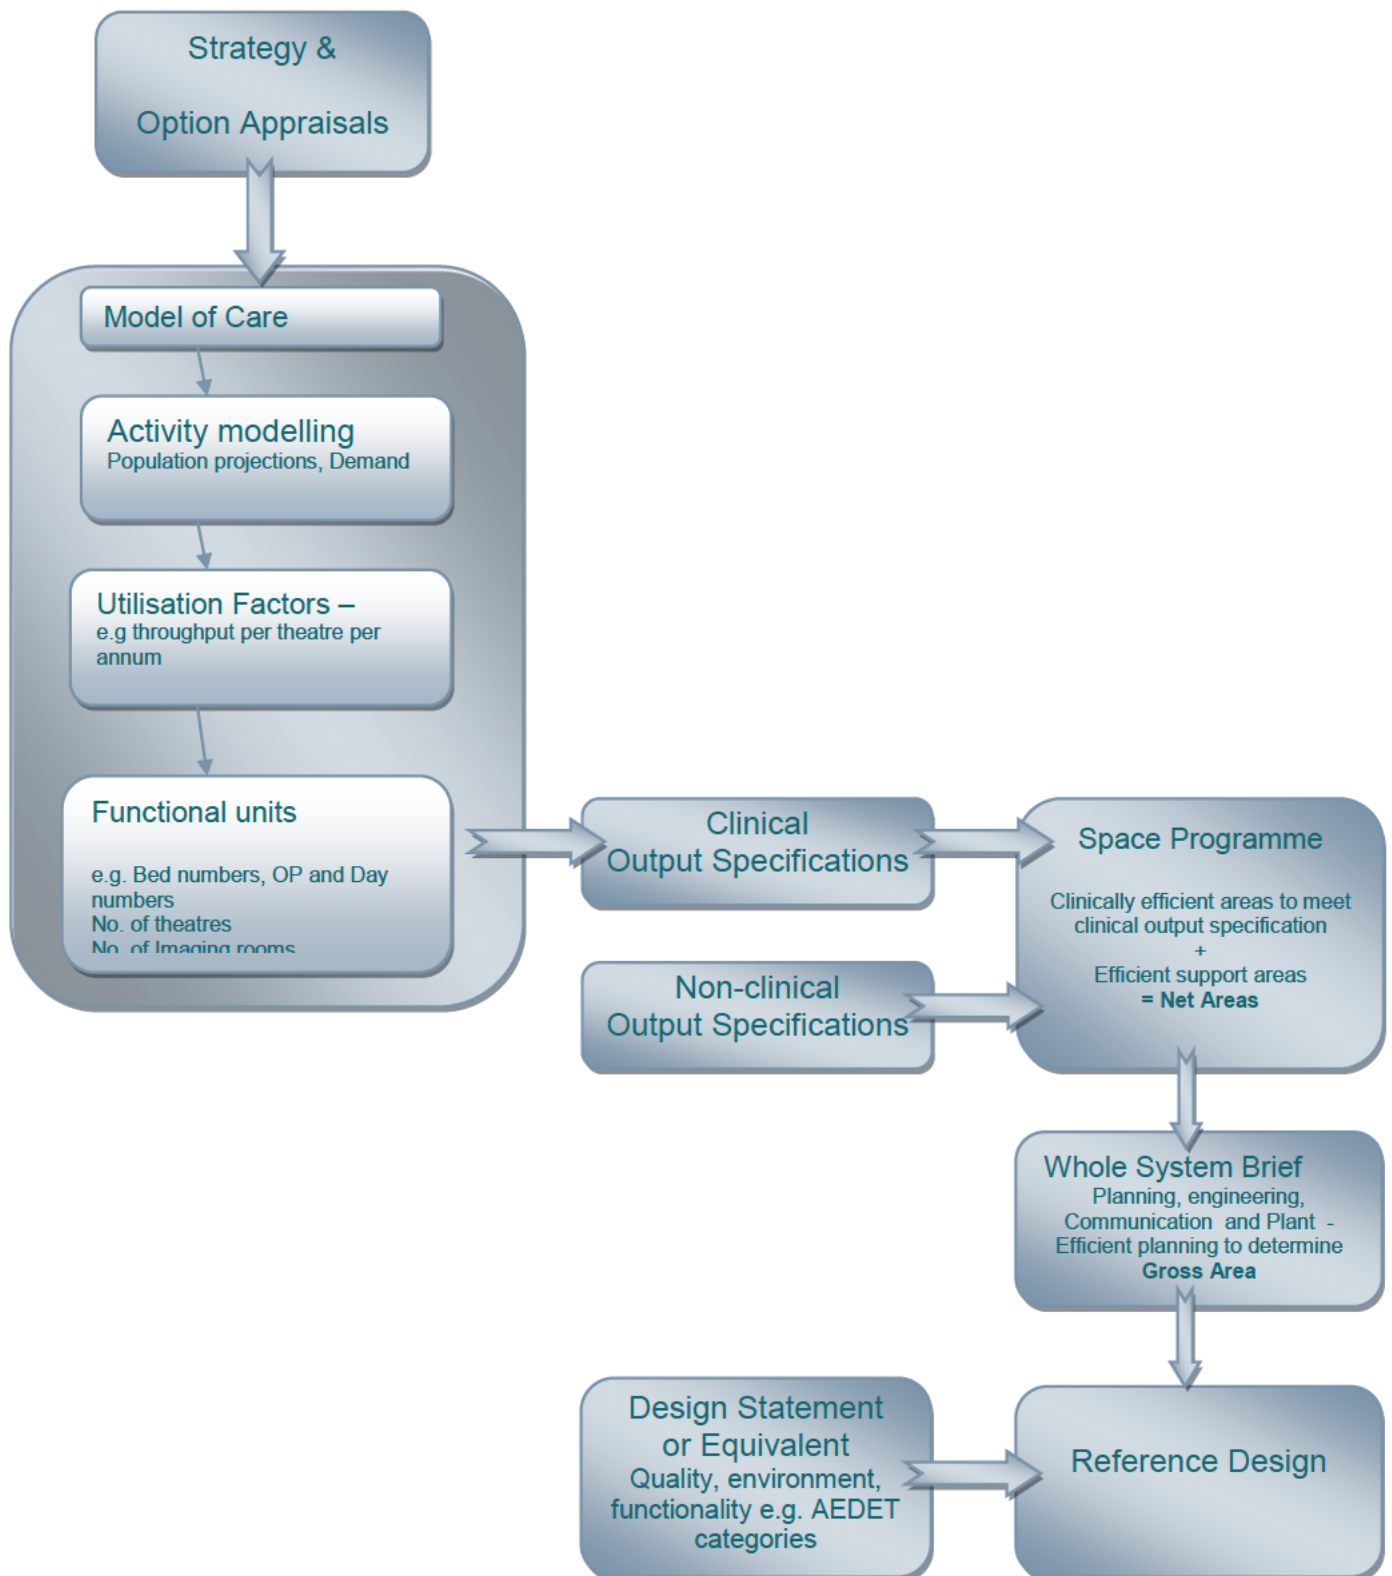 Strategy &
Option Appraisals
Model of Care
Activity modelling
Population projections, Demand
Utilisation Factors –
e.g throughput per theatre per
annum
Functional units
e.g. Bed numbers, OP and Day
numbers
No. of theatres
No. of Imaging rooms
Clinical
Output Specifications
Non-clinical
Output Specifications
Space Programme
Clinically efficient areas to meet
clinical output specification
+
Efficient support areas
= Net Areas
Whole System Brief
Planning, engineering,
Communication and Plant -
Efficient planning to determine
Gross Area
Design Statement
or Equivalent
Quality, environment,
functionality e.g. AEDET
categories
Reference Design